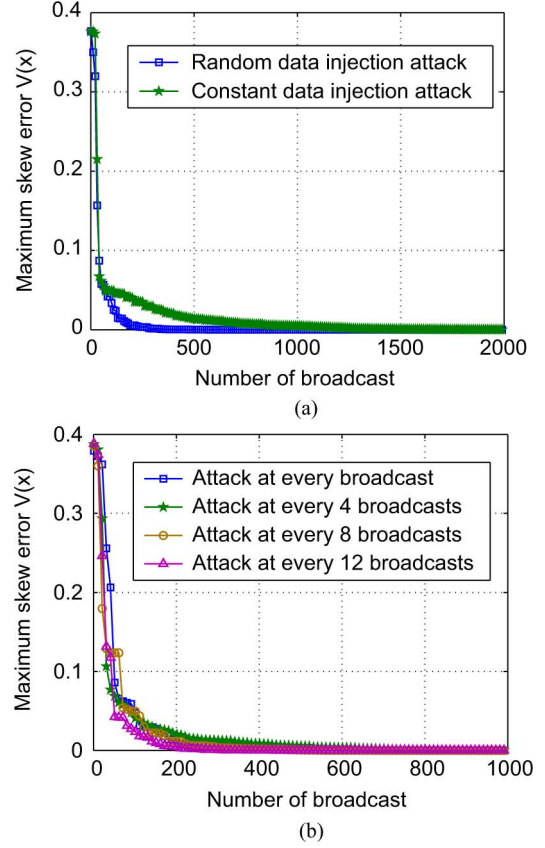 0.4
0.3
0.2
0.1
0
Maximum skew error V(x)
Random data injection attack
Constant data injection attack
0
500
1000
1500
2000
Number of broadcast
(a)
0.4
0.3
0.2
0.1
0
Maximum skew error V(x)
Attack at every broadcast
Attack at every 4 broadcasts
Attack at every 8 broadcasts
Attack at every 12 broadcasts
0
200
400
600
800
1000
Number of broadcast
(b)